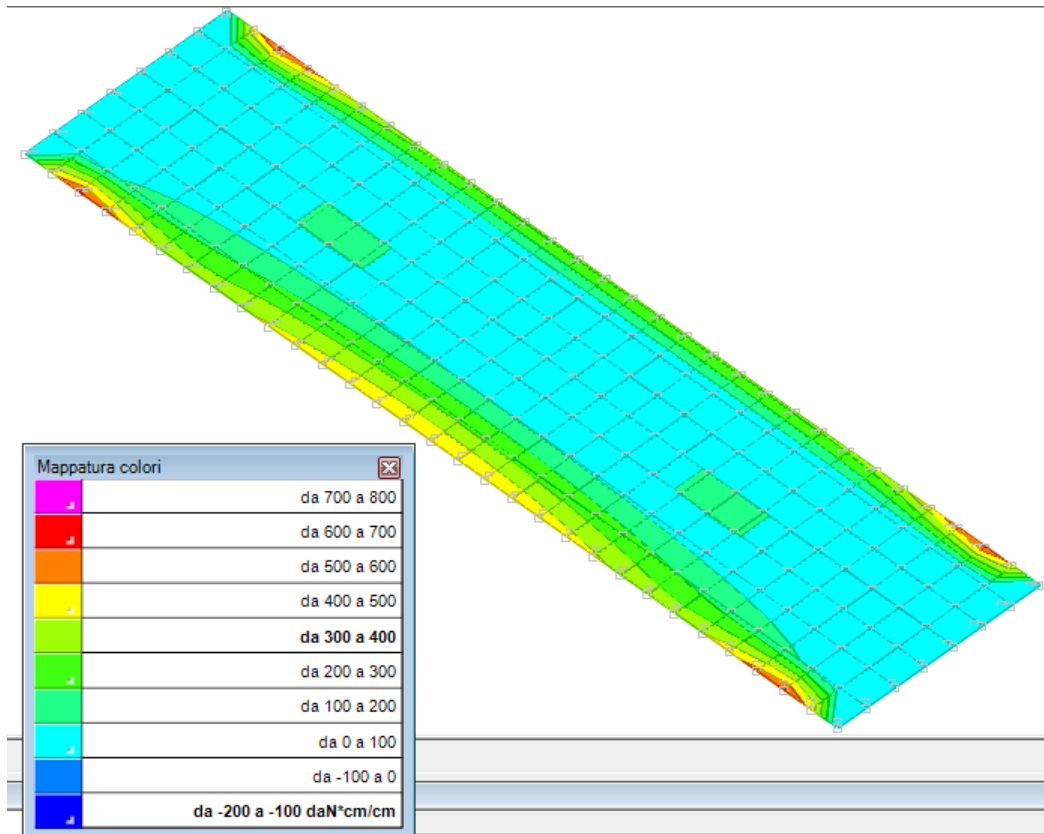 Mappatura colori
da 700 a 800
da 600 a 700
da 500 a 600
da 400 a 500
da 300 a 400
da 200 a 300
da 100 a 200
da 0 a 100
da -100 a 0
da -200 a -100 daN*cm/cm